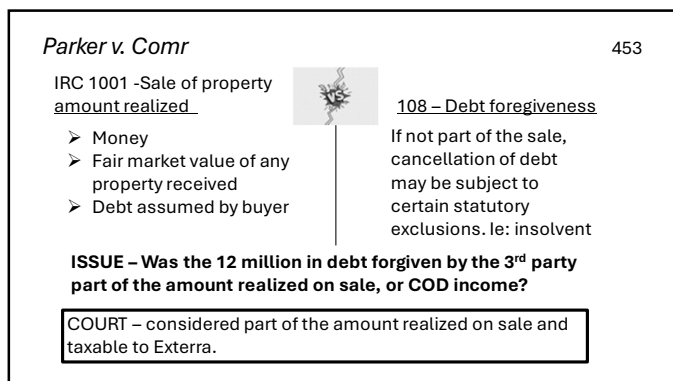 Parker v. Comr
453
IRC 1001 -Sale of property
amount realized
➢ Money
➢ Fair market value of any
property received
➢ Debt assumed by buyer
VS
108 – Debt foregiveness
If not part of the sale,
cancellation of debt
may be subject to
certain statutory
exclusions. Ie: insolvent
ISSUE – Was the 12 million in debt forgiven by the 3rd party
part of the amount realized on sale, or COD income?
COURT – considered part of the amount realized on sale and
taxable to Exterra.